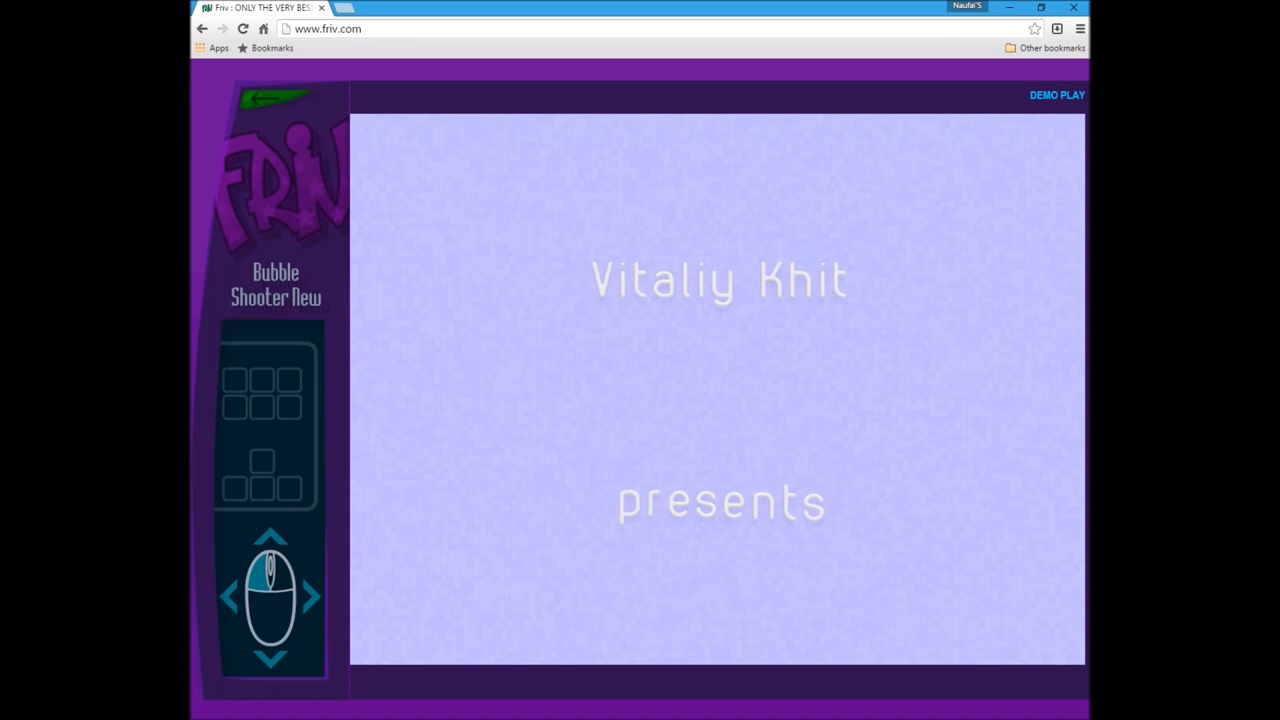 Friv : ONLY THE VERY BES
Naufal'S
www.friv.com
Apps
Bookmarks
Other bookmarks
DEMO PLAY
FRiV
Bubble
Shooter New
Vitaliy Khit
presents